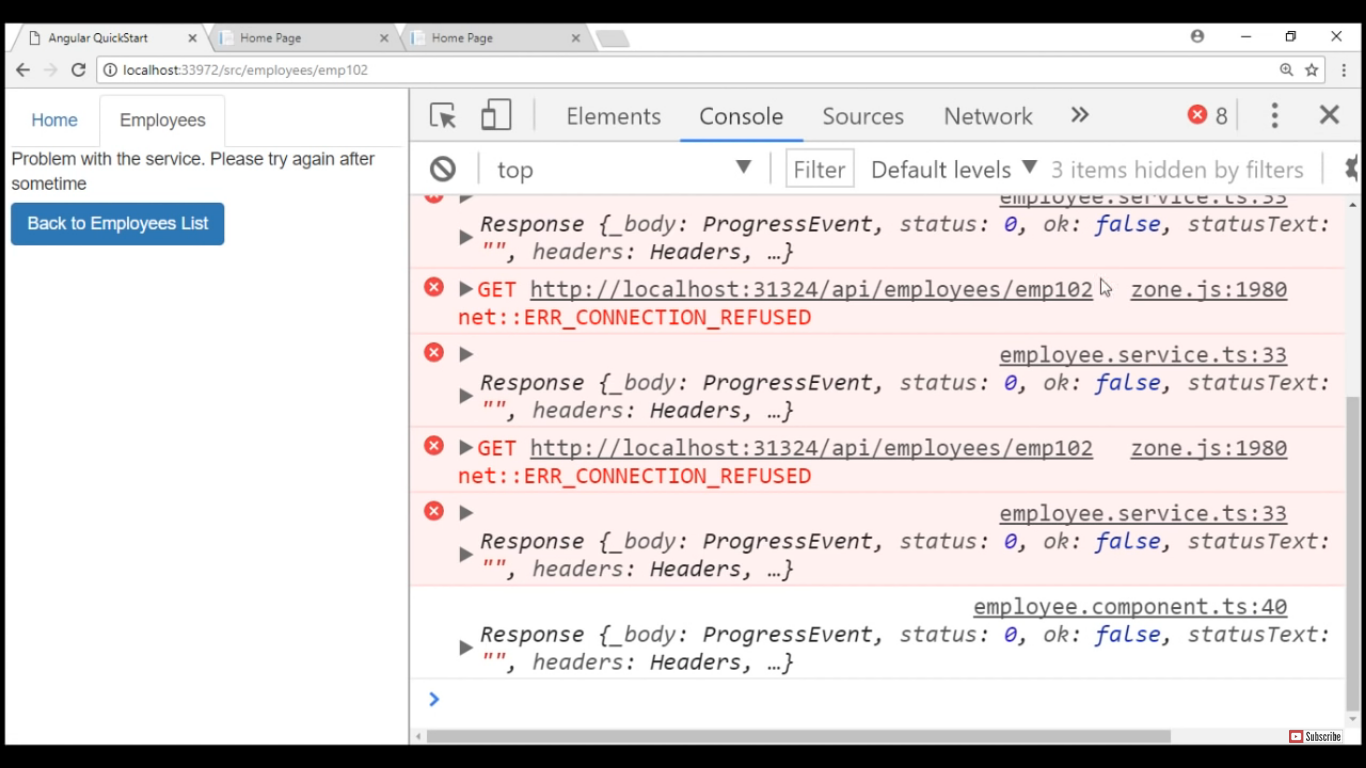 Angular QuickStart
Home Page
Home Page
localhost:33972/src/employees/emp102
Home
Employees
Problem with the service. Please try again after
sometime
Back to Employees List
Elements
Console
Sources
Network
8
top
Filter
Default levels
3 items hidden by filters
employee.service.ts:33
Response {_body: ProgressEvent, status: 0, ok: false, statusText:
"", headers: Headers, …}
GET http://localhost:31324/api/employees/emp102 zone.js:1980
net::ERR_CONNECTION_REFUSED
employee.service.ts:33
Response {_body: ProgressEvent, status: 0, ok: false, statusText:
"", headers: Headers, …}
GET http://localhost:31324/api/employees/emp102 zone.js:1980
net::ERR_CONNECTION_REFUSED
employee.service.ts:33
Response {_body: ProgressEvent, status: 0, ok: false, statusText:
"", headers: Headers, …}
employee.component.ts:40
Response {_body: ProgressEvent, status: 0, ok: false, statusText:
"", headers: Headers, …}
Subscribe